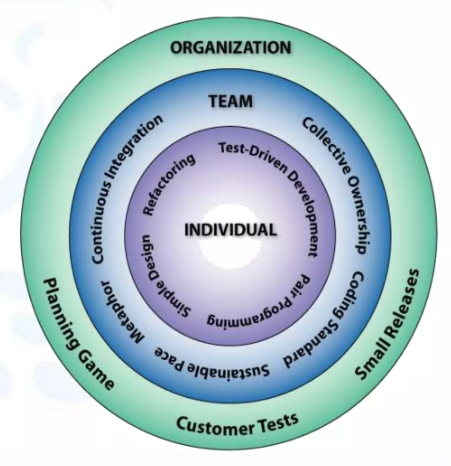 ORGANIZATION
TEAM
Continuous Integration
Collective Ownership
Refactoring
Test-Driven Development
INDIVIDUAL
Simple Design
Pair Programming
Metaphor
Coding Standard
Sustainable Pace
Planning Game
Small Releases
Customer Tests